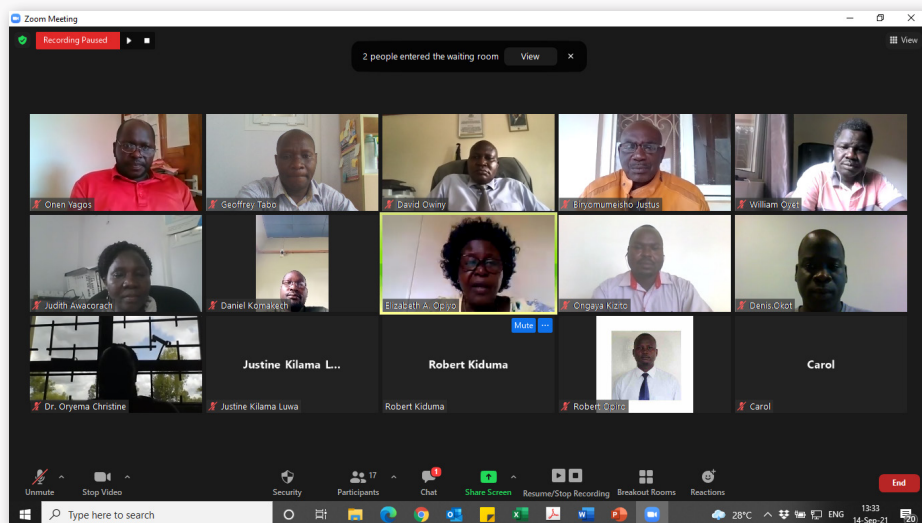 Zoom Meeting
Recording Paused
2 people entered the waiting room View
View
Onen Yagos
Geoffrey Tabo
David Owiny
Biryomumeisho Justus
William Oyet
Judith Awacorach
Daniel Komakech
Elizabeth A. Opiyo
Ongaya Kizito
Denis.Okot
Mute
Justine Kilama L...
Robert Kiduma
Carol
Dr. Oryema Christine
Justine Kilama Luwa
Robert Kiduma
Robert Opiro
Carol
17
1
Unmute
Stop Video
Security
Participants
Chat
Share Screen
Resume/Stop Recording
Breakout Rooms
Reactions
End
Type here to search
28°C
ENG
13:33
14-Sep-21
20